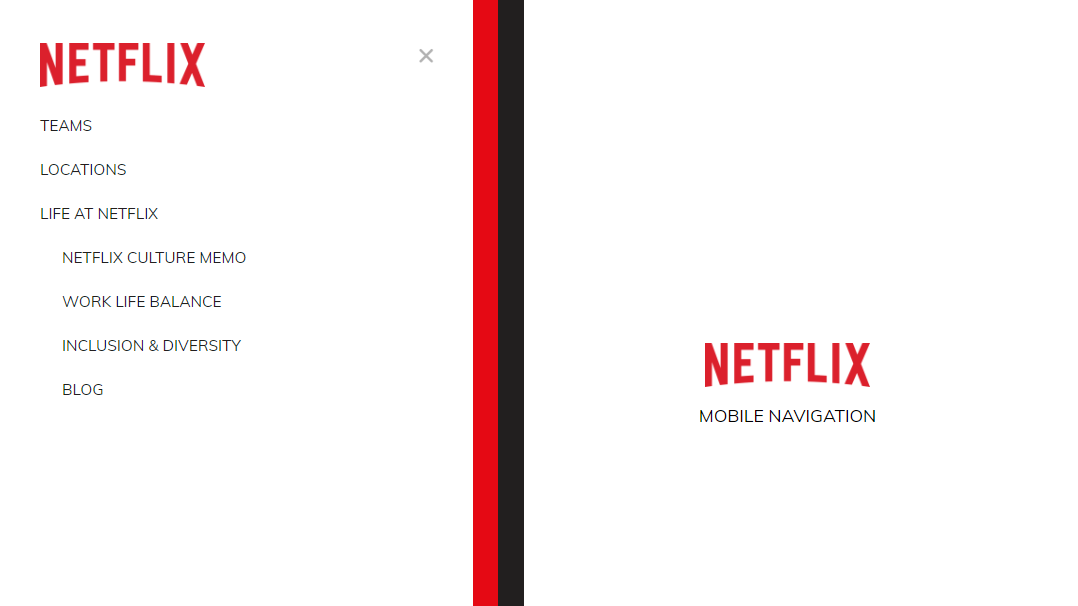 NETFLIX
TEAMS
LOCATIONS
LIFE AT NETFLIX
NETFLIX CULTURE MEMO
WORK LIFE BALANCE
INCLUSION & DIVERSITY
BLOG
NETFLIX
MOBILE NAVIGATION